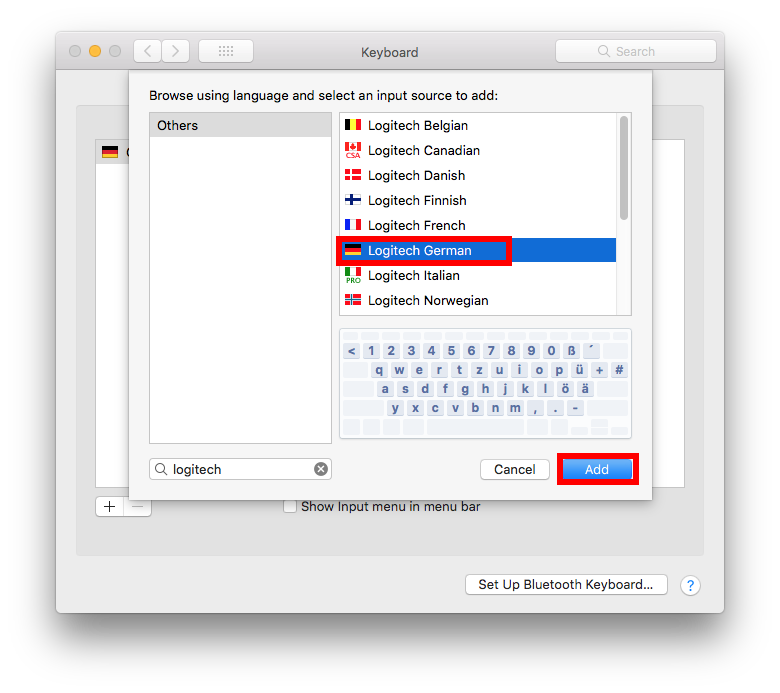 Keyboard
Search
Browse using language and select an input source to add:
Others
Logitech Belgian
CSA
Logitech Canadian
Logitech Danish
Logitech Finnish
Logitech French
Logitech German
PRO
Logitech Italian
Logitech Norwegian
< 1 2 3 4 5 6 7 8 9 0 ß ´
q w e r t z u i o p ü + #
a s d f g h j k l ö ä
y x c v b n m , . -
logitech
Cancel
Add
+ −
Show Input menu in menu bar
Set Up Bluetooth Keyboard...
?